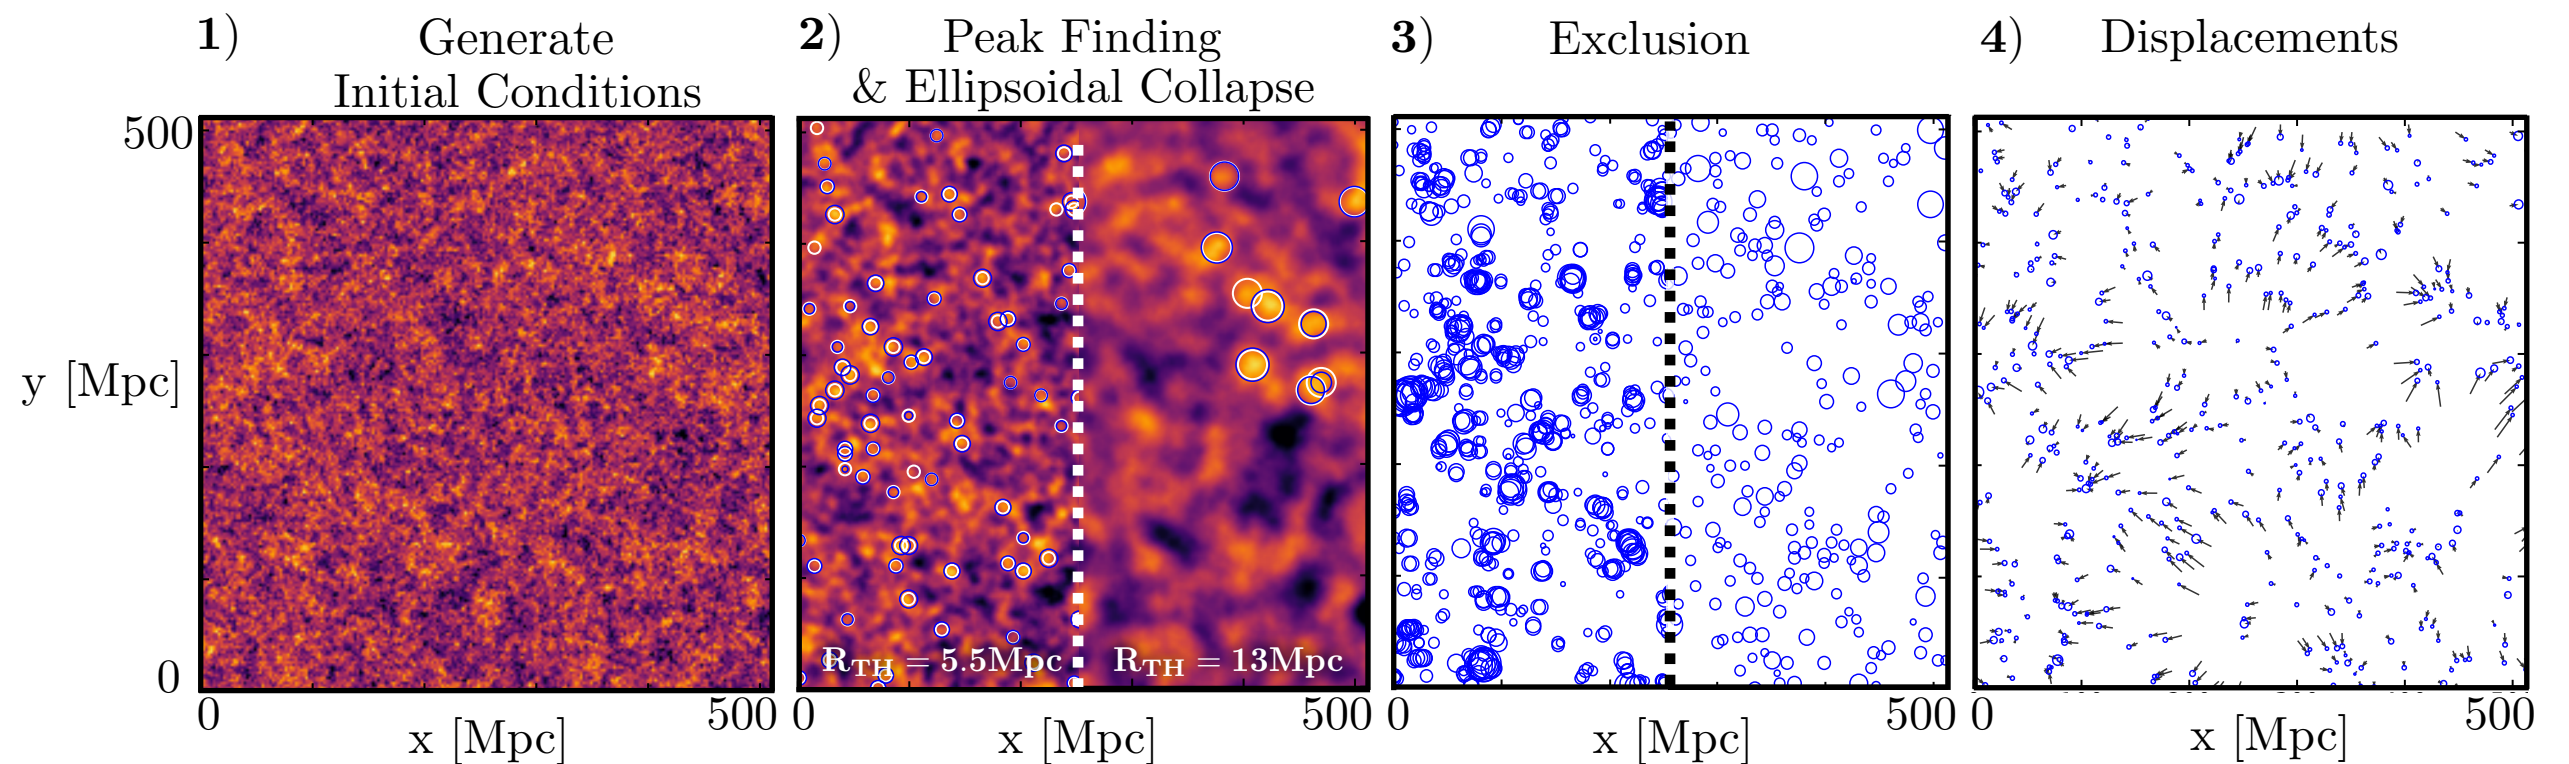 1) Generate
Initial Conditions
2) Peak Finding
& Ellipsoidal Collapse
3) Exclusion
4) Displacements
500
y [Mpc]
0
R_TH = 5.5Mpc
R_TH = 13Mpc
0 500
x [Mpc]
0 500
x [Mpc]
0 500
x [Mpc]
0 500
x [Mpc]